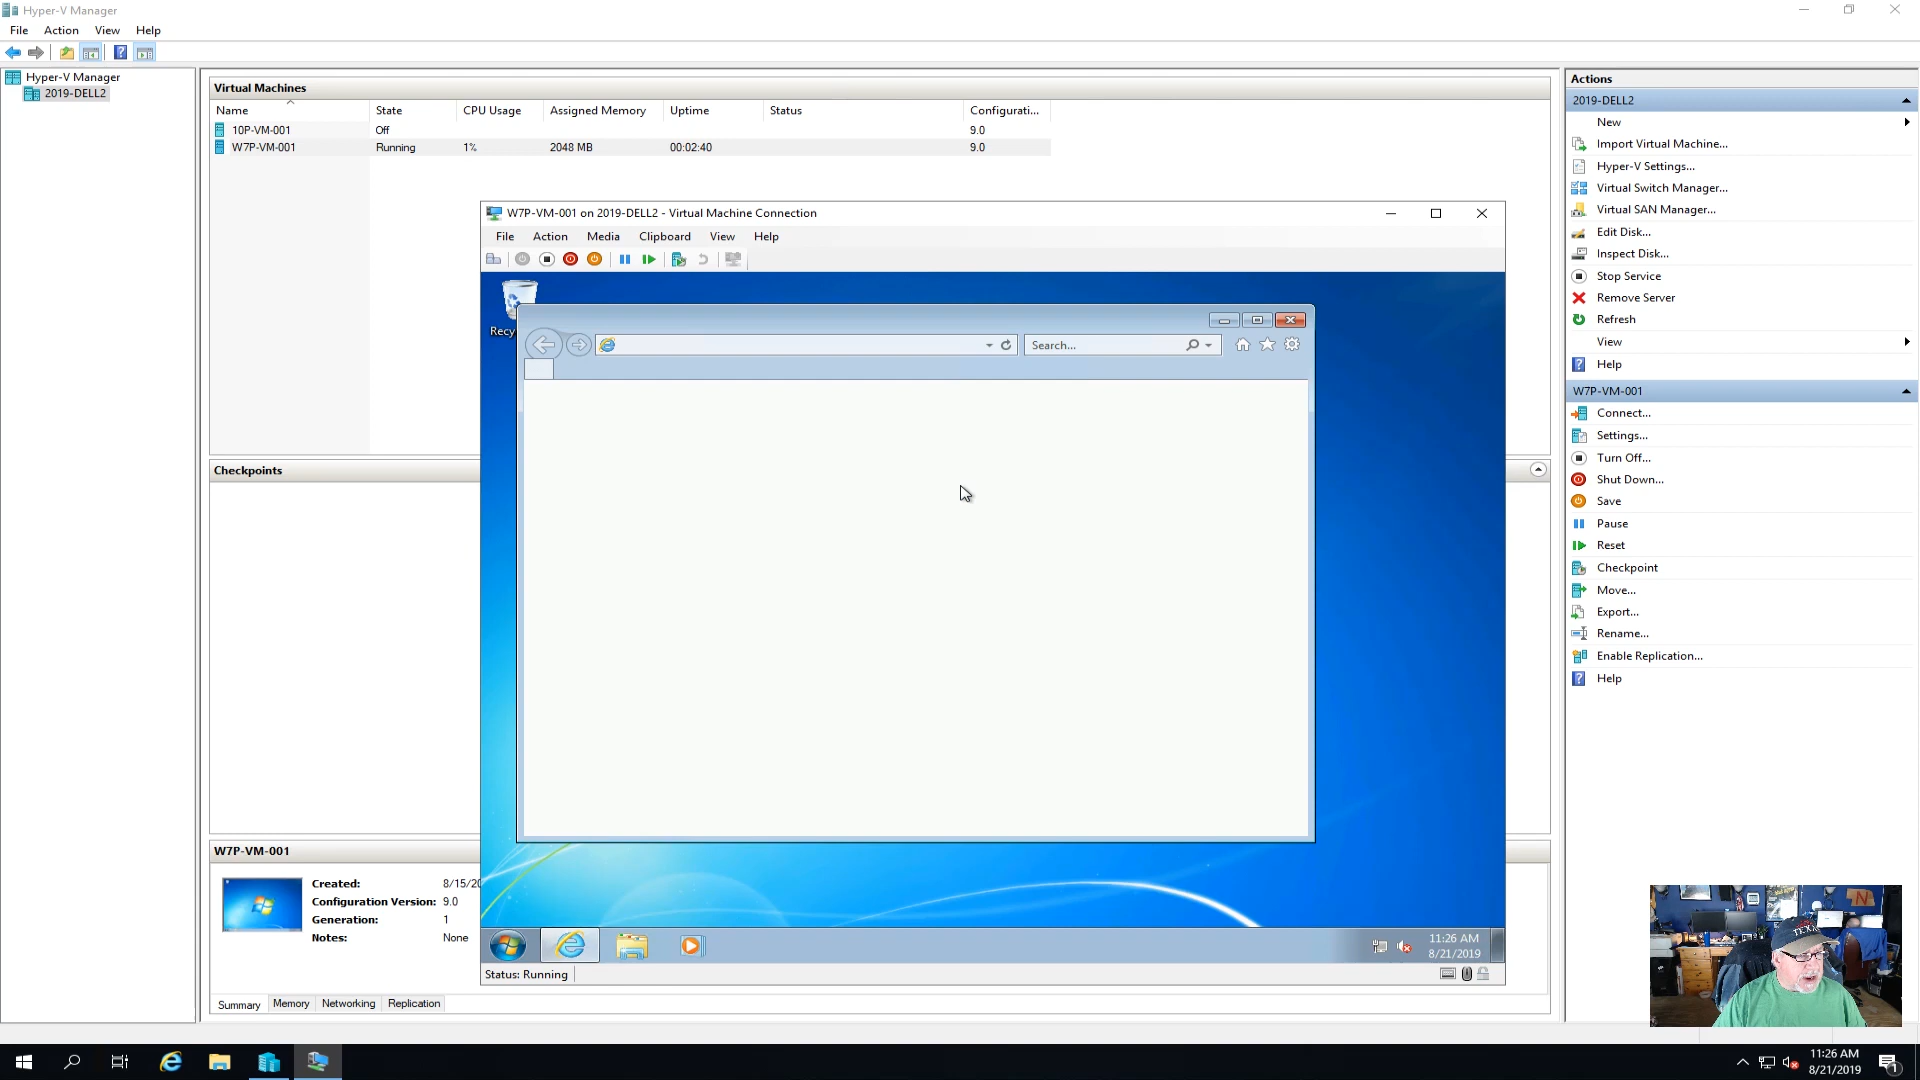 Hyper-V Manager
File Action View Help
Hyper-V Manager
2019-DELL2
Virtual Machines
Name State CPU Usage Assigned Memory Uptime Status Configurati...
10P-VM-001 Off 9.0
W7P-VM-001 Running 1% 2048 MB 00:02:40 9.0
W7P-VM-001 on 2019-DELL2 - Virtual Machine Connection
File Action Media Clipboard View Help
Recy
Search...
11:26 AM
8/21/2019
Status: Running
Checkpoints
W7P-VM-001
Created: 8/15/20
Configuration Version: 9.0
Generation: 1
Notes: None
Summary Memory Networking Replication
Actions
2019-DELL2
New
Import Virtual Machine...
Hyper-V Settings...
Virtual Switch Manager...
Virtual SAN Manager...
Edit Disk...
Inspect Disk...
Stop Service
Remove Server
Refresh
View
Help
W7P-VM-001
Connect...
Settings...
Turn Off...
Shut Down...
Save
Pause
Reset
Checkpoint
Move...
Export...
Rename...
Enable Replication...
Help
N
11:26 AM
8/21/2019
1